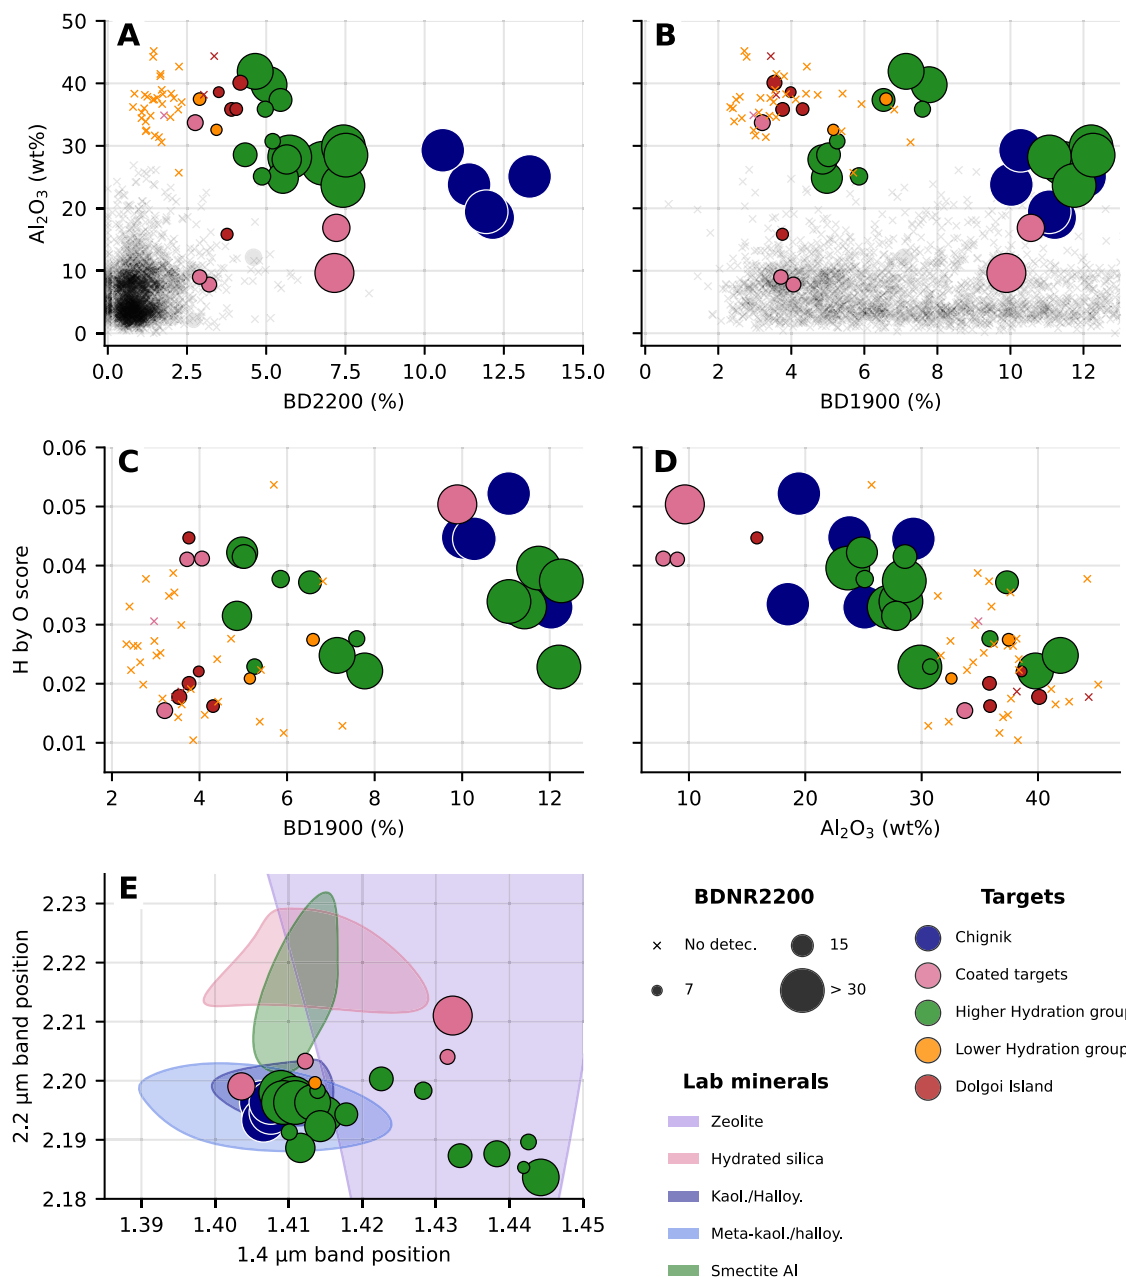 A
B
50
40
30
20
10
0
Al₂O₃ (wt%)
0.0 2.5 5.0 7.5 10.0 12.5 15.0
BD2200 (%)
0 2 4 6 8 10 12
BD1900 (%)
C
D
0.06
0.05
0.04
0.03
0.02
0.01
H by O score
2 4 6 8 10 12
BD1900 (%)
10 20 30 40
Al₂O₃ (wt%)
E
2.23
2.22
2.21
2.20
2.19
2.18
2.2 µm band position
1.39 1.40 1.41 1.42 1.43 1.44 1.45
1.4 µm band position
BDNR2200
No detec.
15
7
> 30
Targets
Chignik
Coated targets
Higher Hydration group
Lower Hydration group
Dolgoi Island
Lab minerals
Zeolite
Hydrated silica
Kaol./Halloy.
Meta-kaol./halloy.
Smectite Al